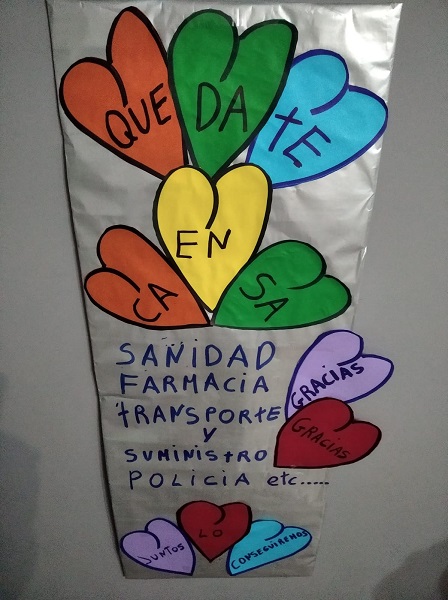 QUE DA tE
EN
CA SA
SANIDAD
FARMACIA
tRANSPORtE
GRACIAS
Y
GRACIAS
SUMINIStRO
POLICIA etc.....
JUNTOS LO CONSEGUIREMOS